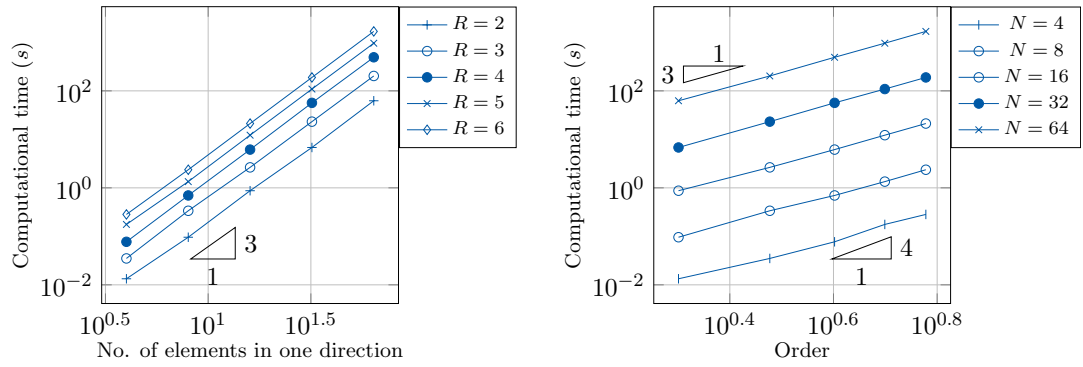 Computational time (s)
10^2
10^0
10^−2
10^0.5
10^1
10^1.5
No. of elements in one direction
3
1
R = 2
R = 3
R = 4
R = 5
R = 6
Computational time (s)
10^2
10^0
10^−2
10^0.4
10^0.6
10^0.8
Order
1
3
4
1
N = 4
N = 8
N = 16
N = 32
N = 64